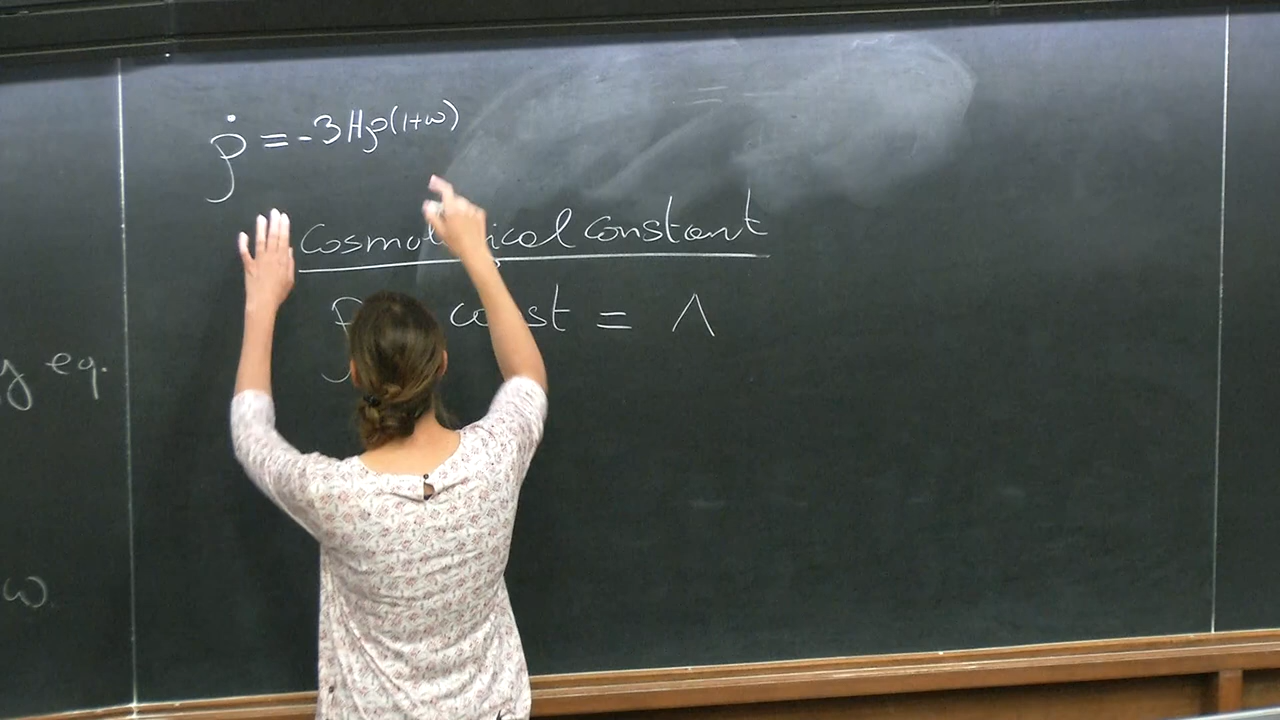 ρ̇ = -3Hρ(1+ω)
cosmological constant
ρ const = Λ
eq.
ω